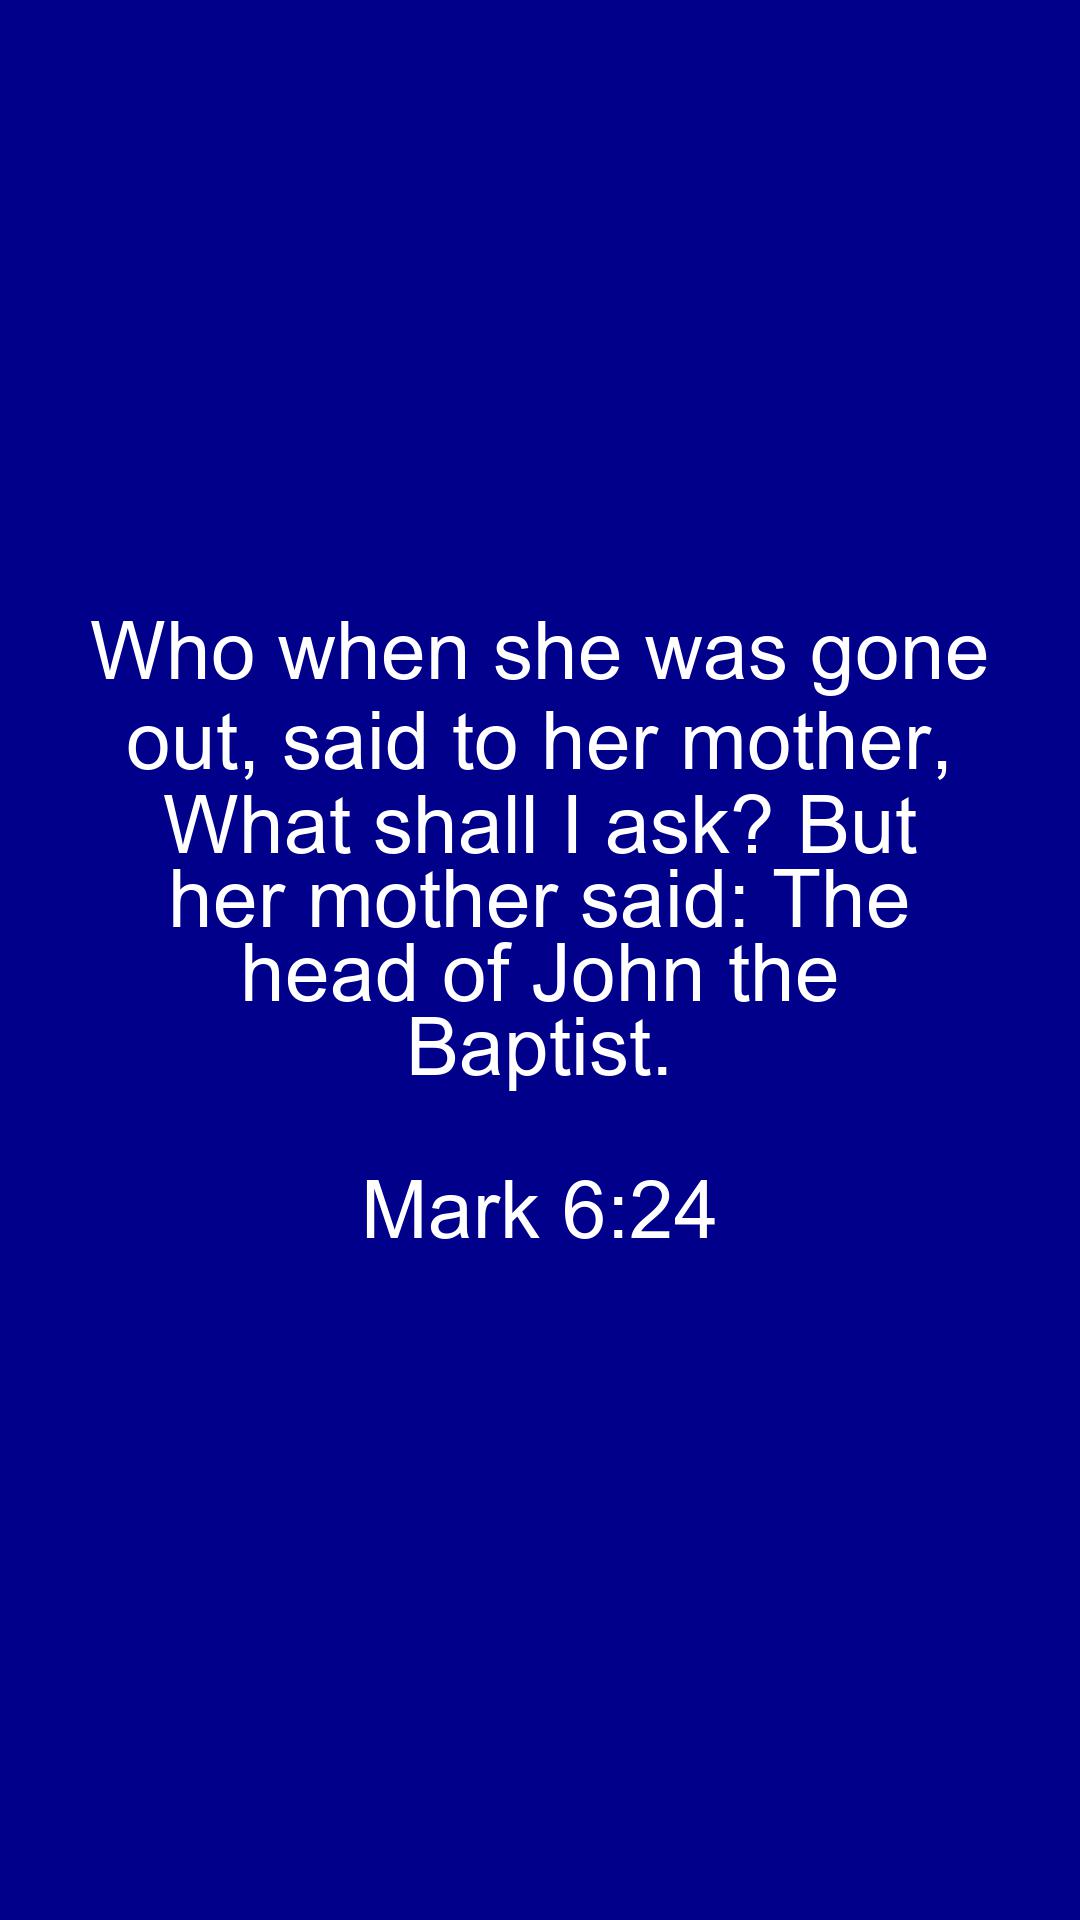 Who when she was gone
out, said to her mother,
What shall I ask? But
her mother said: The
head of John the
Baptist.
Mark 6:24